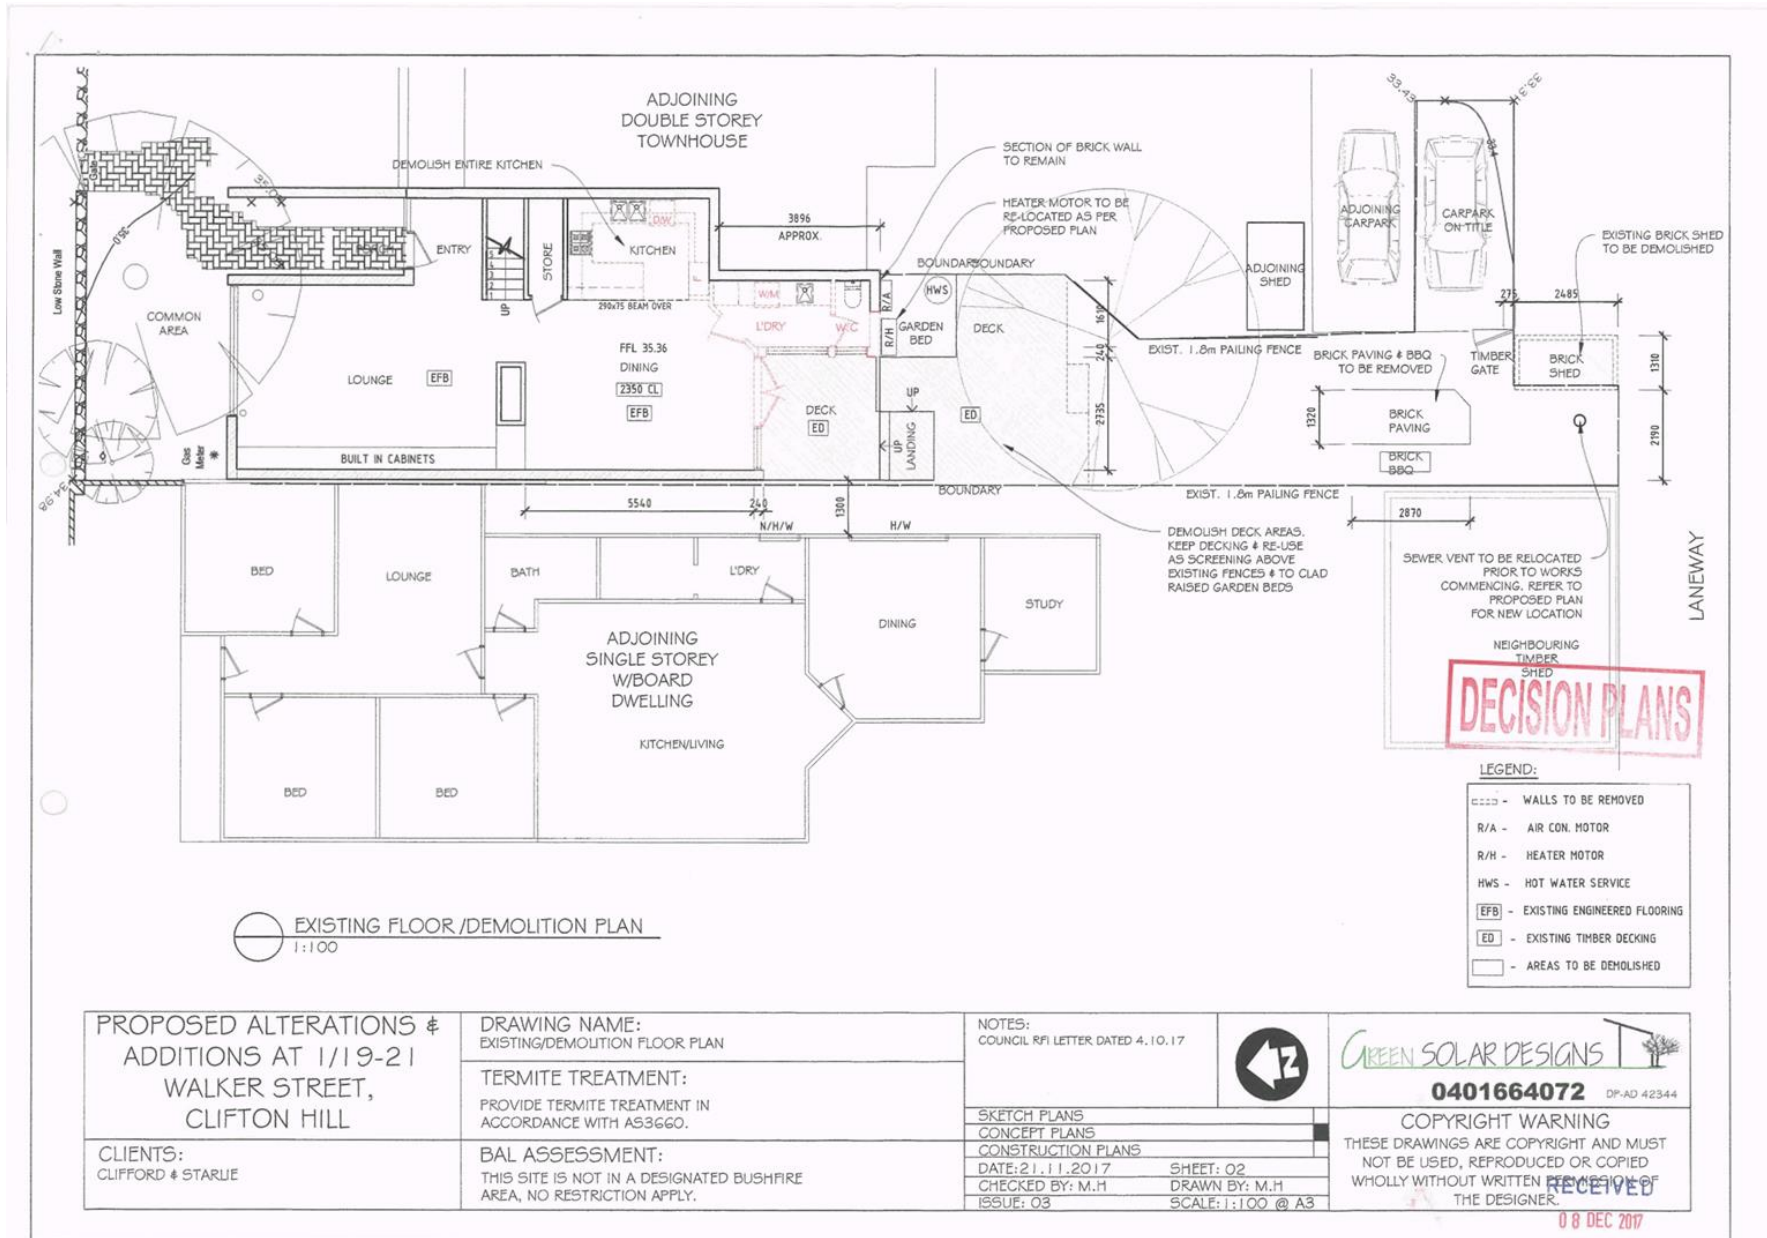 ADJOINING
DOUBLE STOREY
TOWNHOUSE
DEMOLISH ENTIRE KITCHEN
SECTION OF BRICK WALL
TO REMAIN
HEATER MOTOR TO BE
RE-LOCATED AS PER
PROPOSED PLAN
3896
APPROX.
33.43
ADJOINING
CARPARK
CARPARK
ON TITLE
EXISTING BRICK SHED
TO BE DEMOLISHED
Gate
Low Stone Wall
COMMON
AREA
ENTRY
UP
STORE
KITCHEN
D/W
290x75 BEAM OVER
W/M
L'DRY
W/C
R/A
R/H
HWS
GARDEN
BED
BOUNDARY
BOUNDARY
DECK
1610
240
2735
ADJOINING
SHED
EXIST. 1.8m PAILING FENCE
275
2485
BRICK PAVING & BBQ
TO BE REMOVED
TIMBER
GATE
BRICK
SHED
1310
2190
1320
BRICK
PAVING
BRICK
BBQ
LOUNGE
EFB
FFL 35.36
DINING
2350 CL
EFB
DECK
ED
UP
UP
LANDING
ED
BUILT IN CABINETS
Gas
Meter
34.98
BOUNDARY
EXIST. 1.8m PAILING FENCE
5540
240
1300
2870
N/H/W
H/W
DEMOLISH DECK AREAS.
KEEP DECKING & RE-USE
AS SCREENING ABOVE
EXISTING FENCES & TO CLAD
RAISED GARDEN BEDS
SEWER VENT TO BE RELOCATED
PRIOR TO WORKS
COMMENCING. REFER TO
PROPOSED PLAN
FOR NEW LOCATION
LANEWAY
BED
LOUNGE
BATH
L'DRY
DINING
STUDY
ADJOINING
SINGLE STOREY
W/BOARD
DWELLING
KITCHEN/LIVING
BED
BED
NEIGHBOURING
TIMBER
SHED
DECISION PLANS
LEGEND:
- WALLS TO BE REMOVED
R/A - AIR CON. MOTOR
R/H - HEATER MOTOR
HWS - HOT WATER SERVICE
EFB - EXISTING ENGINEERED FLOORING
ED - EXISTING TIMBER DECKING
- AREAS TO BE DEMOLISHED
EXISTING FLOOR/DEMOLITION PLAN
1:100
PROPOSED ALTERATIONS &
ADDITIONS AT 1/19-21
WALKER STREET,
CLIFTON HILL
CLIENTS:
CLIFFORD & STARLIE
DRAWING NAME:
EXISTING/DEMOLITION FLOOR PLAN
TERMITE TREATMENT:
PROVIDE TERMITE TREATMENT IN
ACCORDANCE WITH AS3660.
BAL ASSESSMENT:
THIS SITE IS NOT IN A DESIGNATED BUSHFIRE
AREA, NO RESTRICTION APPLY.
NOTES:
COUNCIL RFI LETTER DATED 4.10.17
N
SKETCH PLANS
CONCEPT PLANS
CONSTRUCTION PLANS
DATE:21.11.2017 SHEET: 02
CHECKED BY: M.H DRAWN BY: M.H
ISSUE: 03 SCALE: 1:100 @ A3
GREEN SOLAR DESIGNS
0401664072 DP-AD 42344
COPYRIGHT WARNING
THESE DRAWINGS ARE COPYRIGHT AND MUST
NOT BE USED, REPRODUCED OR COPIED
WHOLLY WITHOUT WRITTEN PERMISSION OF
THE DESIGNER.
RECEIVED
08 DEC 2017